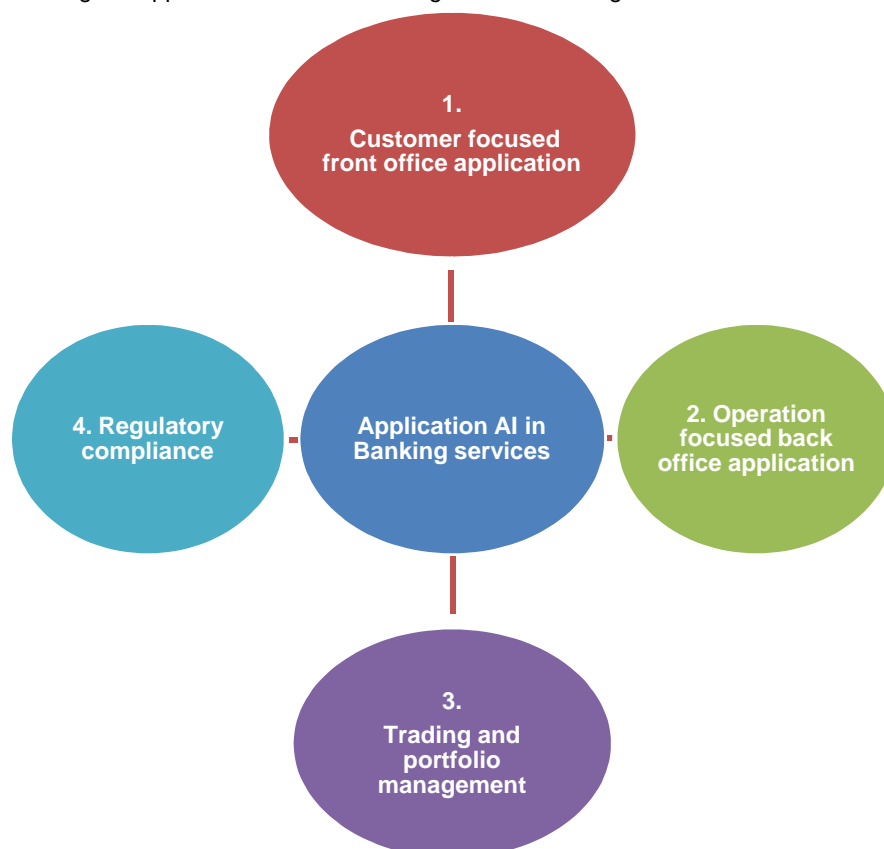 1.
Customer focused
front office application
4. Regulatory
compliance
Application AI in
Banking services
2. Operation
focused back
office application
3.
Trading and
portfolio
management